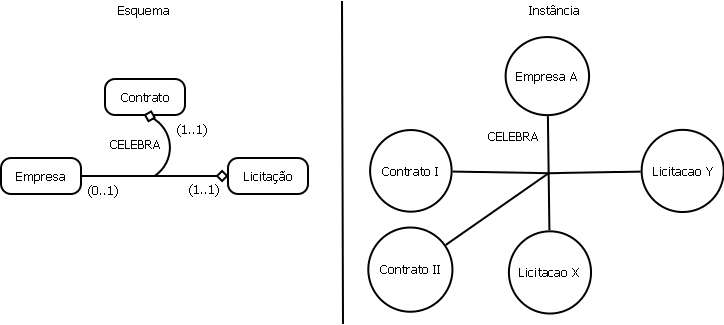 Esquema
Contrato
(1..1)
CELEBRA
Empresa
(0..1)
(1..1)
Licitação
Instância
Empresa A
CELEBRA
Contrato I
Licitacao Y
Contrato II
Licitacao X